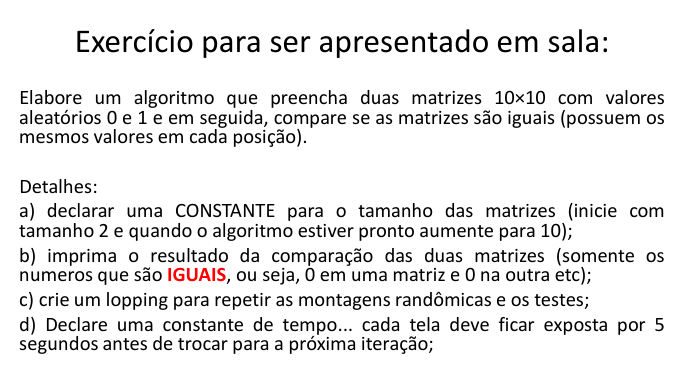 Exercício para ser apresentado em sala:
Elabore um algoritmo que preencha duas matrizes 10×10 com valores
aleatórios 0 e 1 e em seguida, compare se as matrizes são iguais (possuem os
mesmos valores em cada posição).
Detalhes:
a) declarar uma CONSTANTE para o tamanho das matrizes (inicie com
tamanho 2 e quando o algoritmo estiver pronto aumente para 10);
b) imprima o resultado da comparação das duas matrizes (somente os
numeros que são IGUAIS, ou seja, 0 em uma matriz e 0 na outra etc);
c) crie um lopping para repetir as montagens randômicas e os testes;
d) Declare uma constante de tempo... cada tela deve ficar exposta por 5
segundos antes de trocar para a próxima iteração;